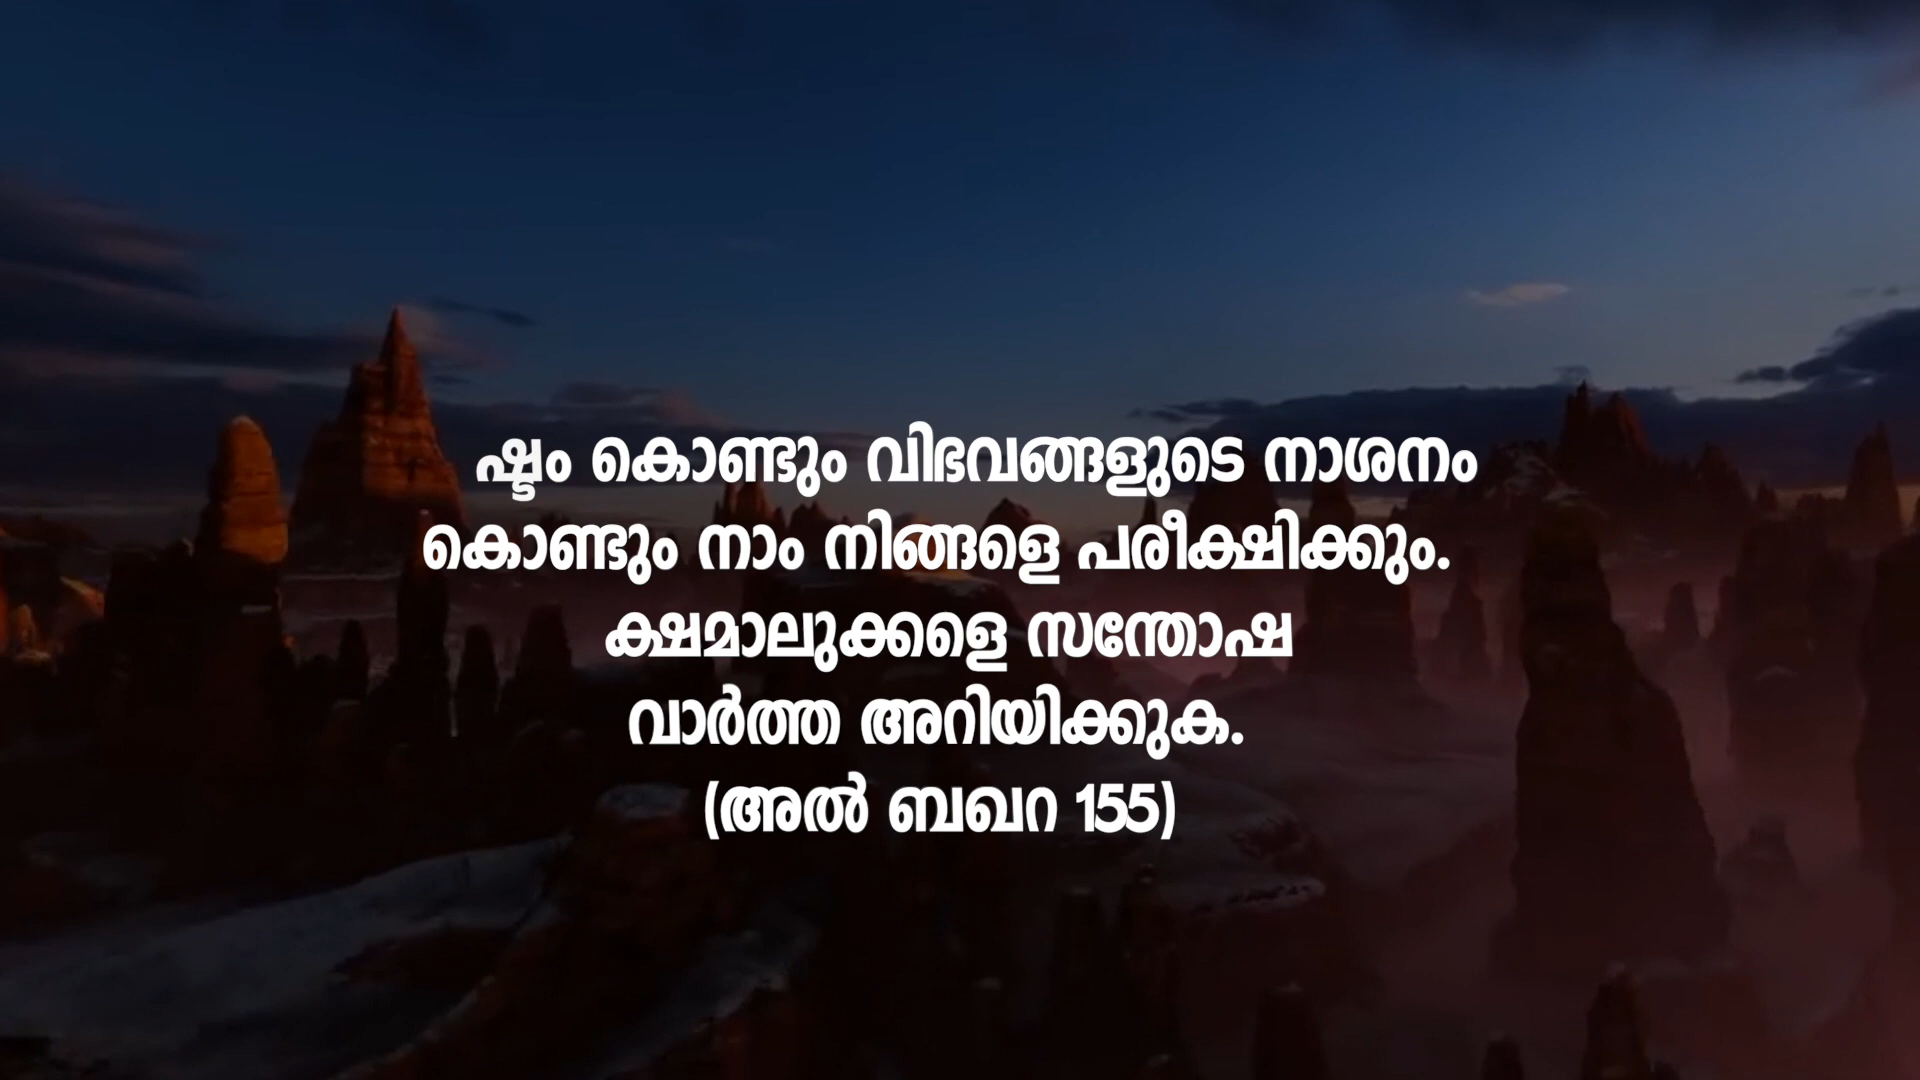 ഷ്ടം കൊണ്ടും വിഭവങ്ങളുടെ നാശനം
കൊണ്ടും നാം നിങ്ങളെ പരീക്ഷിക്കും.
ക്ഷമാലുക്കളെ സന്തോഷ
വാർത്ത അറിയിക്കുക.
(അൽ ബഖറ 155)